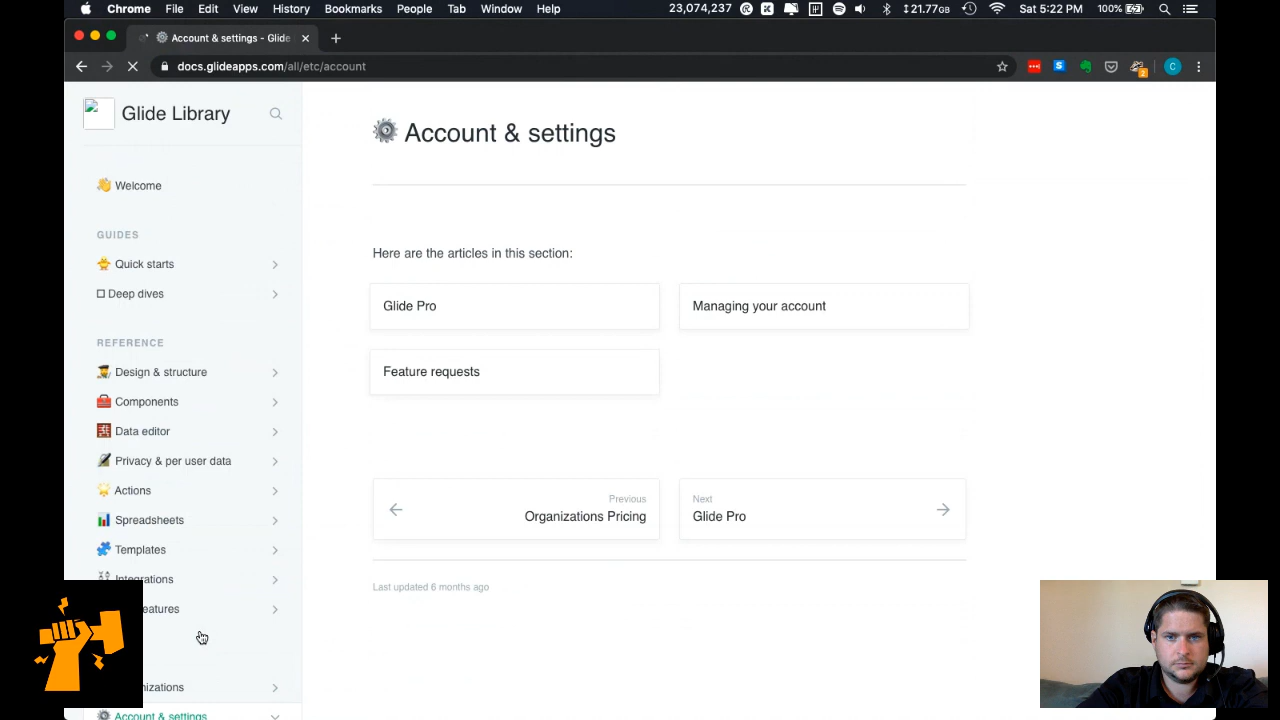 Chrome File Edit View History Bookmarks People Tab Window Help 23,074,237 21.77GB Sat 5:22 PM 100%
Account & settings - Glide
docs.glideapps.com/all/etc/account
2
C
Glide Library
Account & settings
Welcome
GUIDES
Here are the articles in this section:
Quick starts
Deep dives
Glide Pro
Managing your account
REFERENCE
Design & structure
Feature requests
Components
Data editor
Privacy & per user data
Actions
Previous
Organizations Pricing
Next
Glide Pro
Spreadsheets
Templates
Integrations
Last updated 6 months ago
eatures
nizations
Account & settings